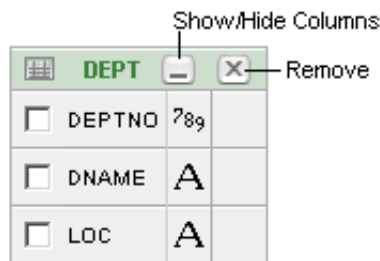 Show/Hide Columns
DEPT
Remove
DEPTNO 789
DNAME A
LOC A